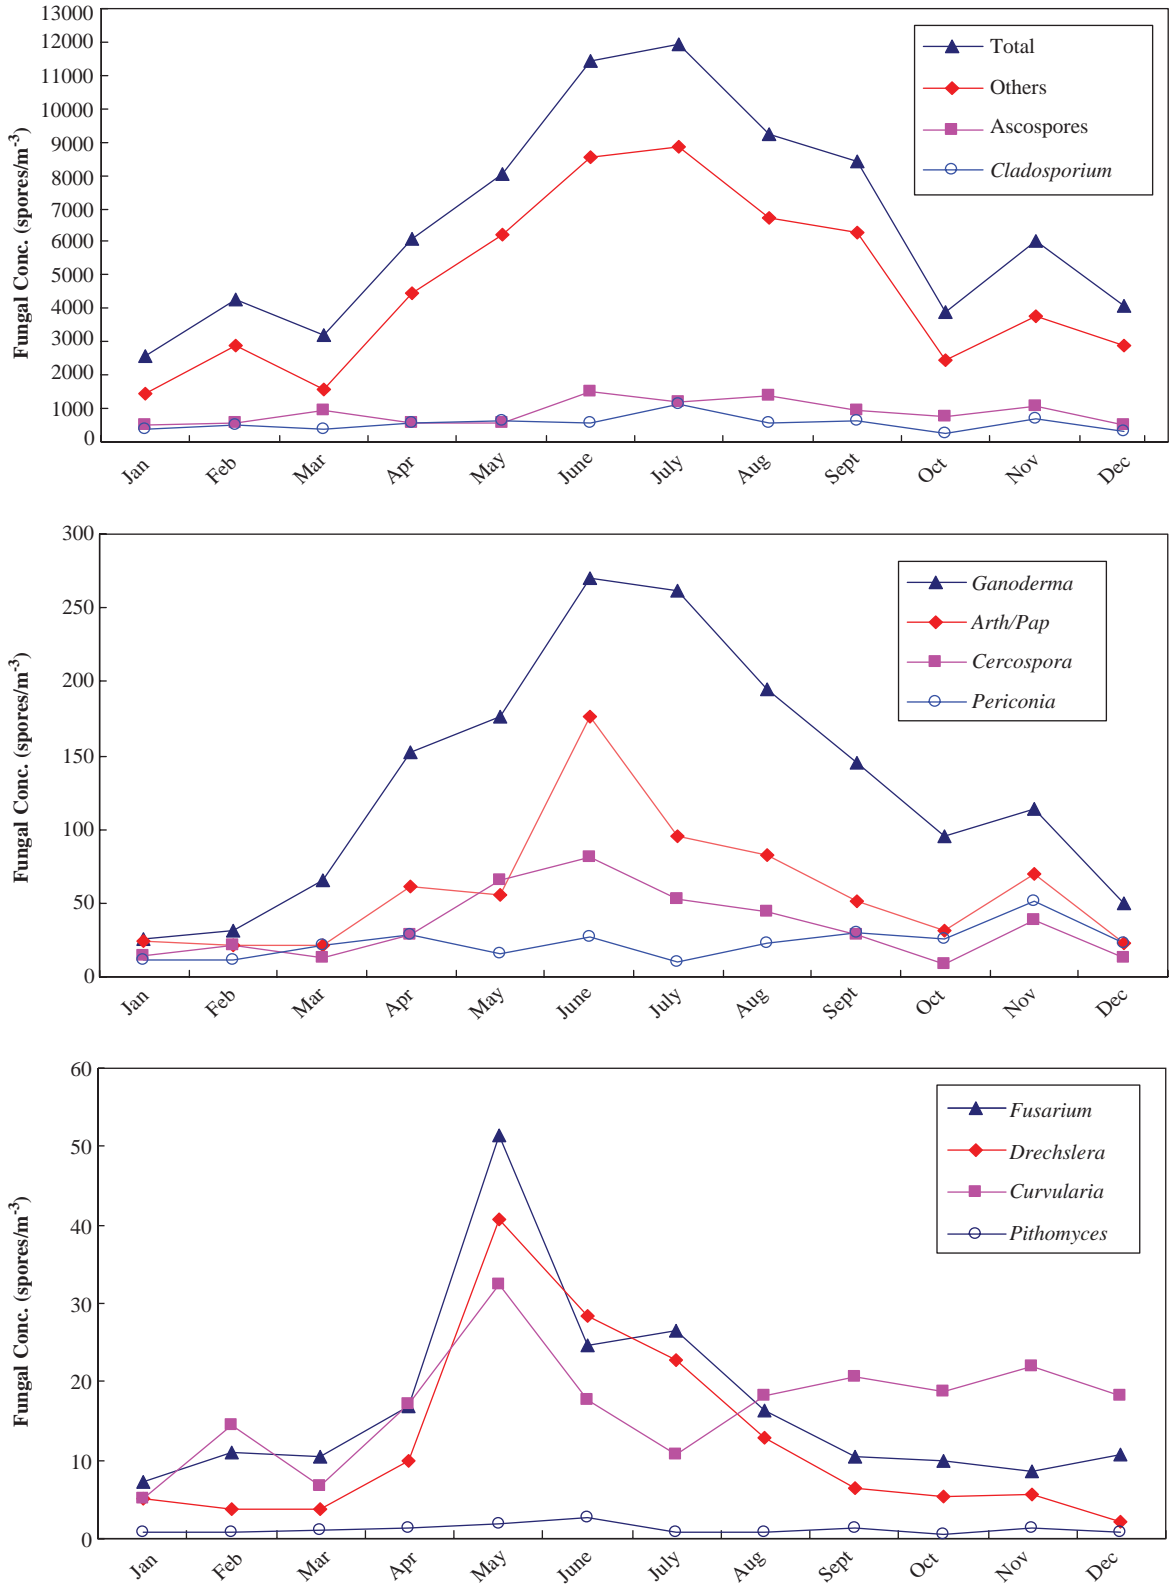 13000
12000
11000
10000
9000
8000
7000
6000
5000
4000
3000
2000
1000
0
Fungal Conc. (spores/m-3)
Total
Others
Ascospores
Cladosporium
Jan Feb Mar Apr May June July Aug Sept Oct Nov Dec
300
250
200
150
100
50
0
Fungal Conc. (spores/m-3)
Ganoderma
Arth/Pap
Cercospora
Periconia
Jan Feb Mar Apr May June July Aug Sept Oct Nov Dec
60
50
40
30
20
10
0
Fungal Conc. (spores/m-3)
Fusarium
Drechslera
Curvularia
Pithomyces
Jan Feb Mar Apr May June July Aug Sept Oct Nov Dec